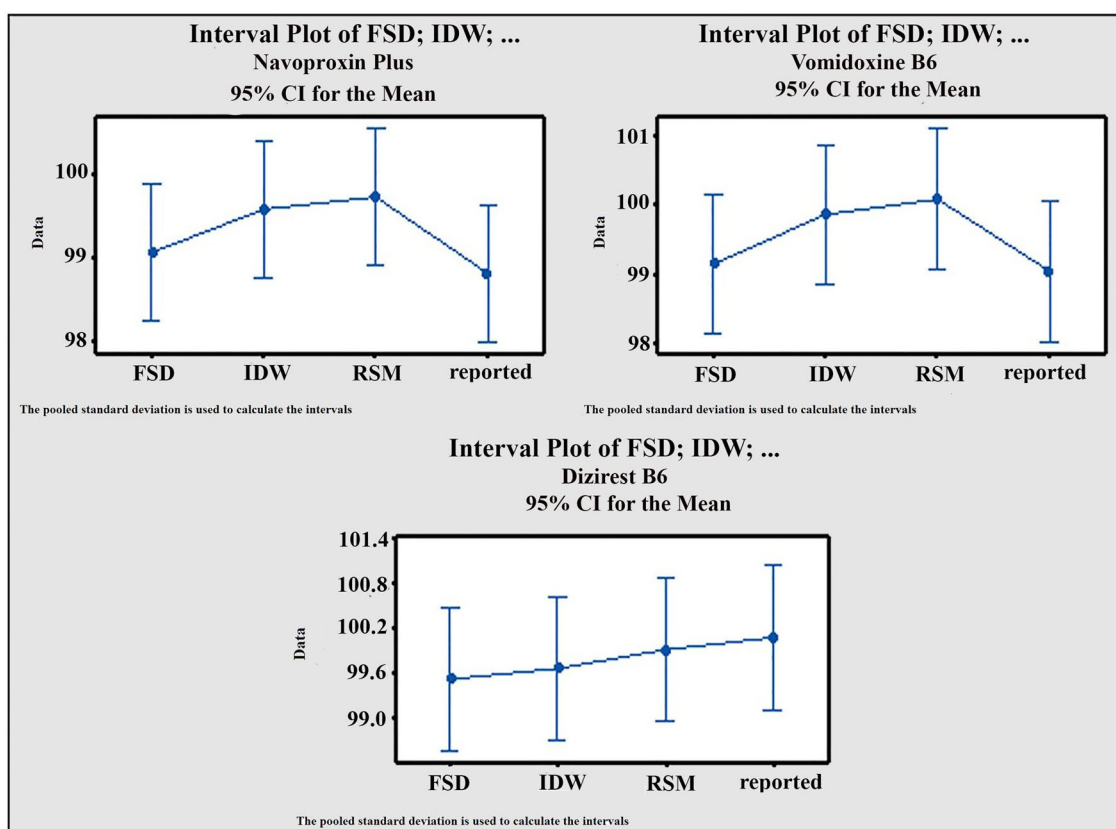 Interval Plot of FSD; IDW; ...
Navoproxin Plus
95% CI for the Mean
100
99
98
Data
FSD IDW RSM reported
The pooled standard deviation is used to calculate the intervals
Interval Plot of FSD; IDW; ...
Vomidoxine B6
95% CI for the Mean
101
100
99
98
Data
FSD IDW RSM reported
The pooled standard deviation is used to calculate the intervals
Interval Plot of FSD; IDW; ...
Dizirest B6
95% CI for the Mean
101.4
100.8
100.2
99.6
99.0
Data
FSD IDW RSM reported
The pooled standard deviation is used to calculate the intervals